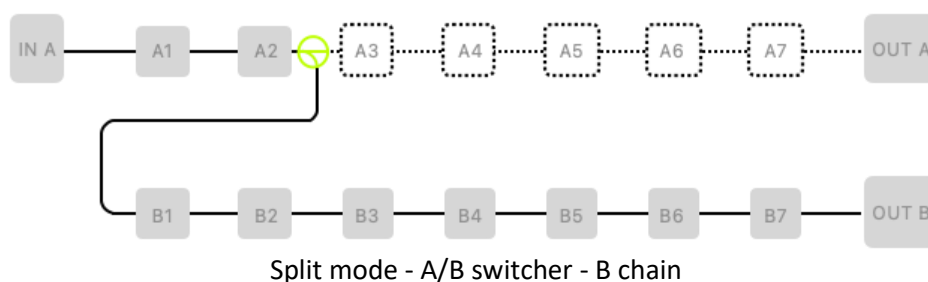 IN A A1 A2 A3 A4 A5 A6 A7 OUT A
B1 B2 B3 B4 B5 B6 B7 OUT B
Split mode - A/B switcher - B chain